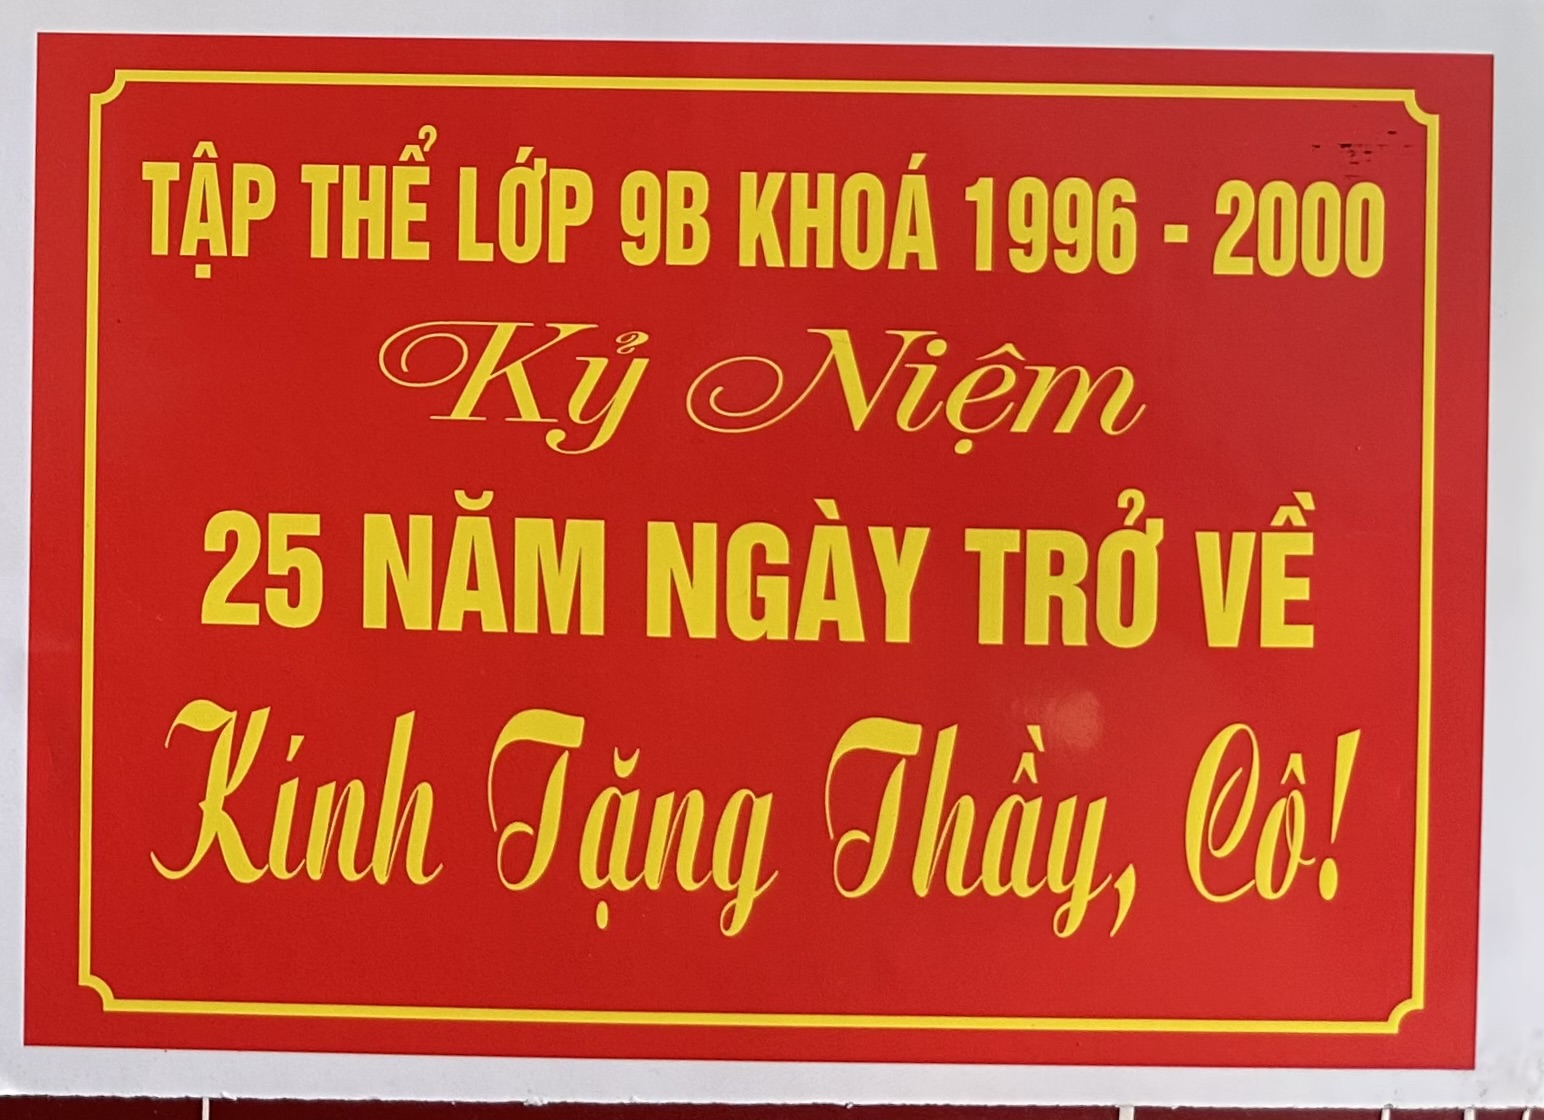 TẬP THỂ LỚP 9B KHOÁ 1996 - 2000
Kỷ Niệm
25 NĂM NGÀY TRỞ VỀ
Kính Tặng Thầy, Cô!